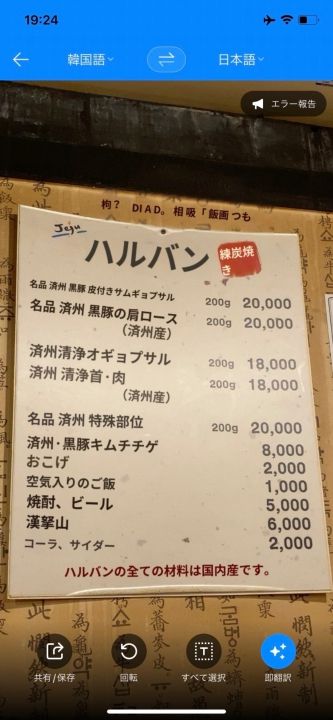 19:24
韓国語
日本語
エラー報告
枸? DIAD。相吸「飯画つも
Jeju
ハルバン 練炭焼き
名品 済州 黒豚 皮付きサムギョプサル 200g 20,000
名品 済州 黒豚の肩ロース 200g 20,000
(済州産)
済州清浄オギョプサル 200g 18,000
済州 清浄首·肉 200g 18,000
(済州産)
名品 済州 特殊部位 200g 20,000
済州·黒豚キムチチゲ 8,000
おこげ 2,000
空気入りのご飯 1,000
焼酎、ビール 5,000
漢拏山 6,000
コーラ、サイダー 2,000
ハルバンの全ての材料は国内産です。
共有/保存
回転
すべて選択
即翻訳